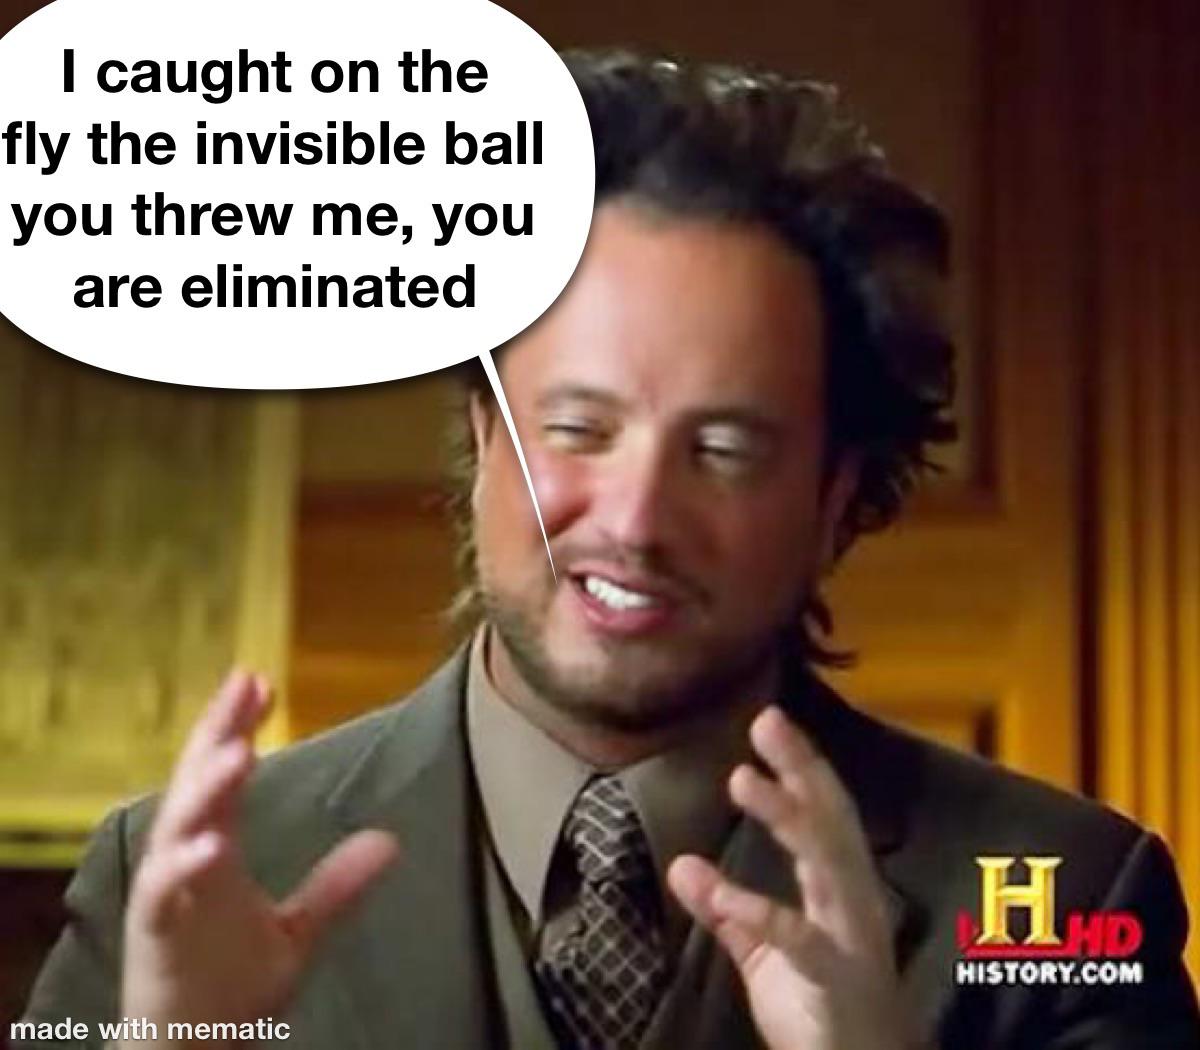 I caught on the
fly the invisible ball
you threw me, you
are eliminated
H HD
HISTORY.COM
made with mematic